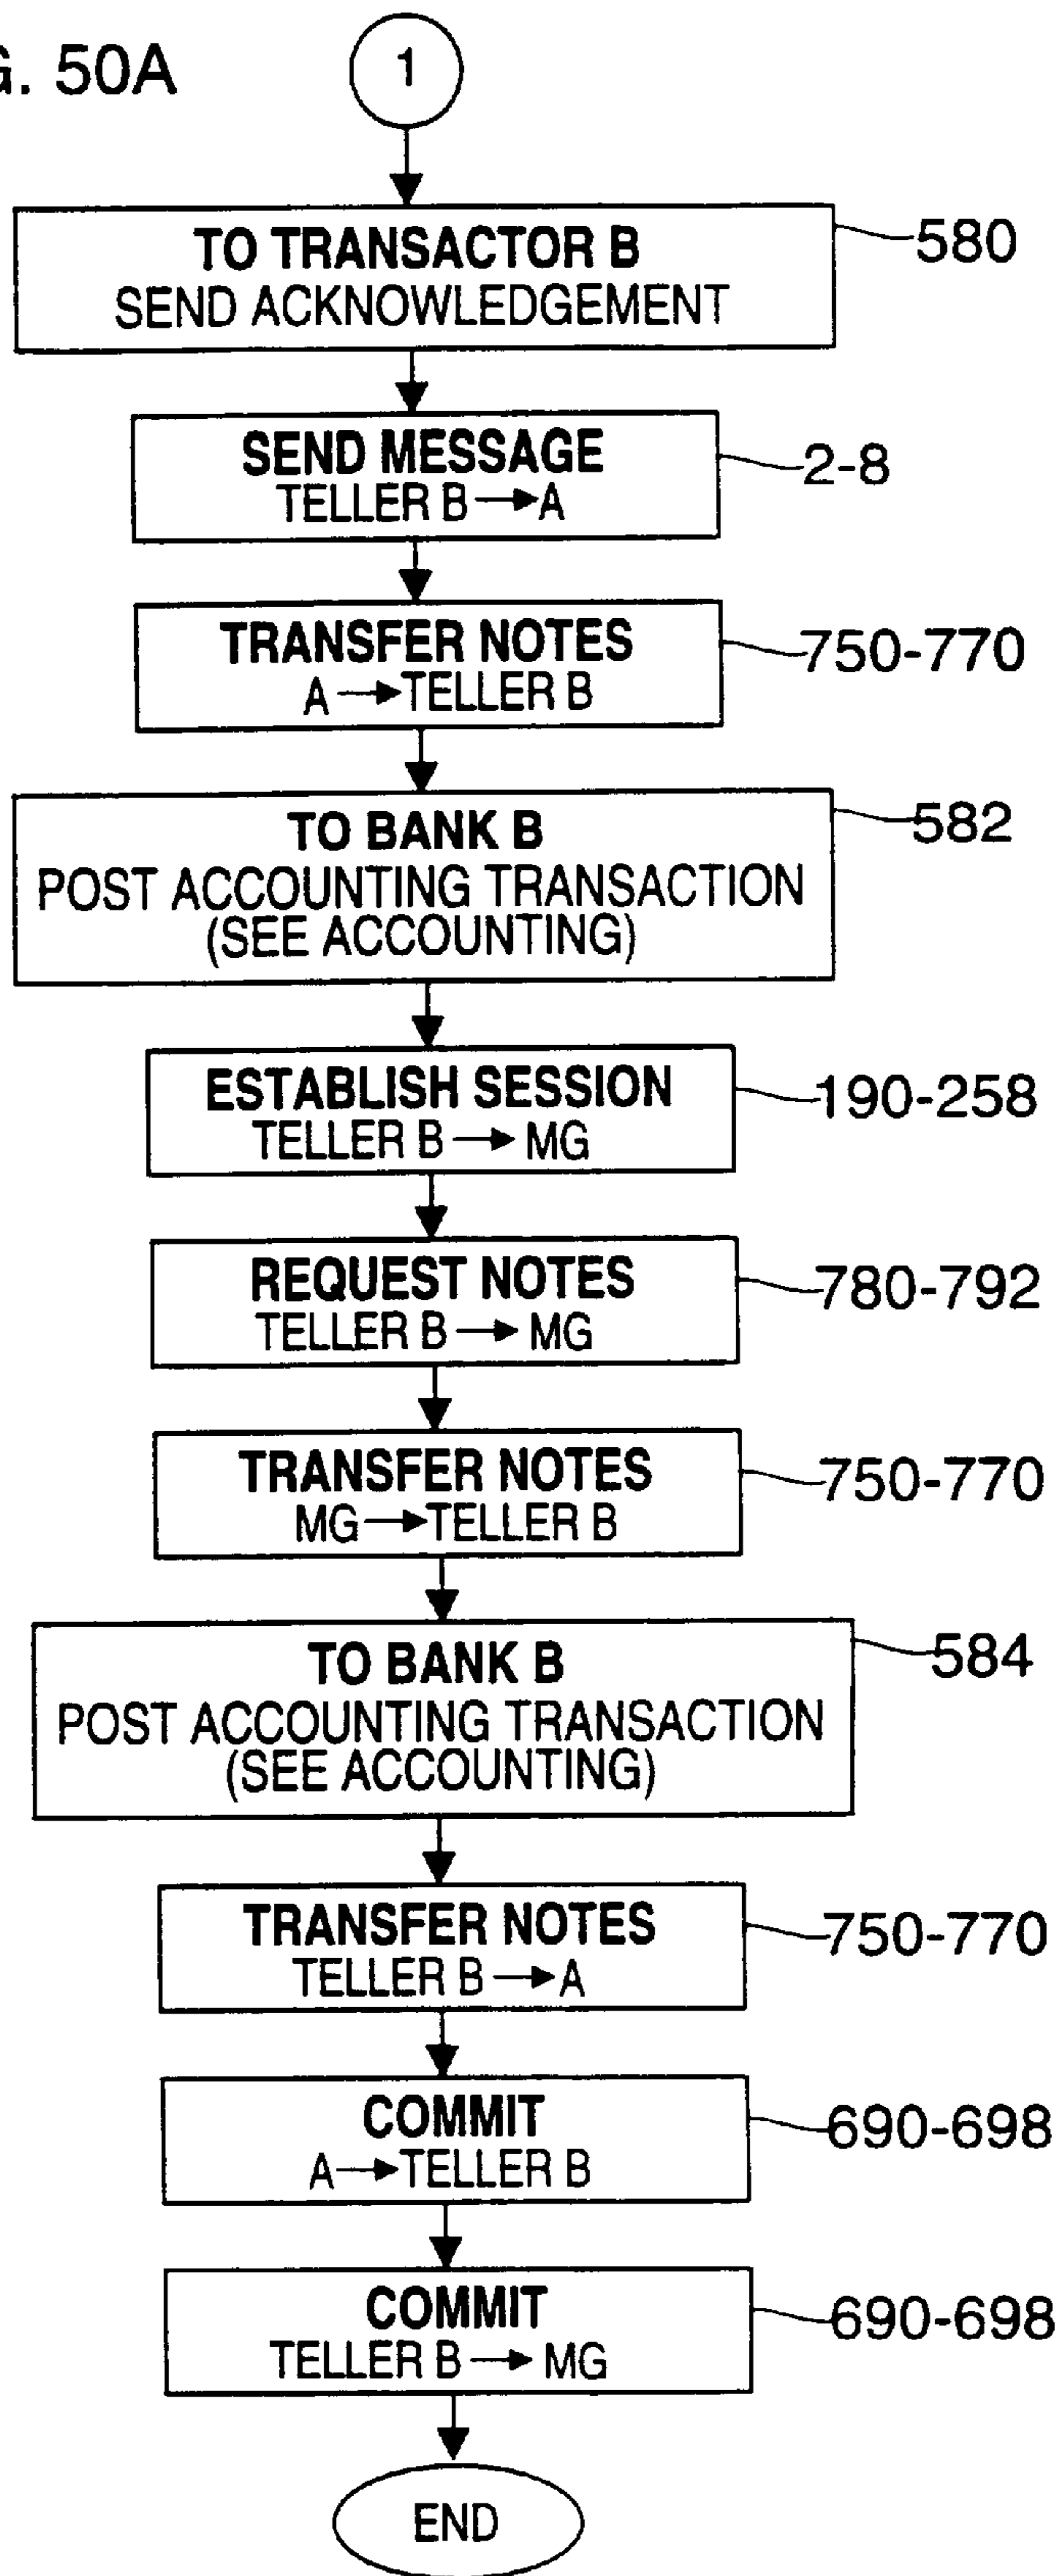 G. 50A
1
TO TRANSACTOR B
SEND ACKNOWLEDGEMENT
580
SEND MESSAGE
TELLER B → A
2-8
TRANSFER NOTES
A → TELLER B
750-770
TO BANK B
POST ACCOUNTING TRANSACTION
(SEE ACCOUNTING)
582
ESTABLISH SESSION
TELLER B → MG
190-258
REQUEST NOTES
TELLER B → MG
780-792
TRANSFER NOTES
MG → TELLER B
750-770
TO BANK B
POST ACCOUNTING TRANSACTION
(SEE ACCOUNTING)
584
TRANSFER NOTES
TELLER B → A
750-770
COMMIT
A → TELLER B
690-698
COMMIT
TELLER B → MG
690-698
END